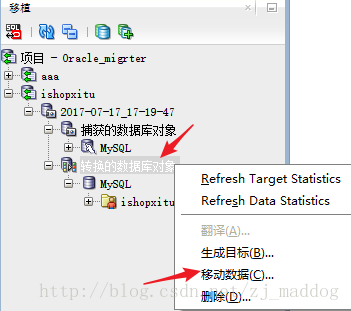 移植
SQL
项目 - Oracle_migrter
aaa
ishopxitu
2017-07-17_17-19-47
捕获的数据库对象
MySQL
转换的数据库对象
MySQL
ishopxitu
Refresh Target Statistics
Refresh Data Statistics
翻译(A)...
生成目标(B)...
移动数据(C)...
删除(D)...
http://blog.csdn.net/zj_maddog